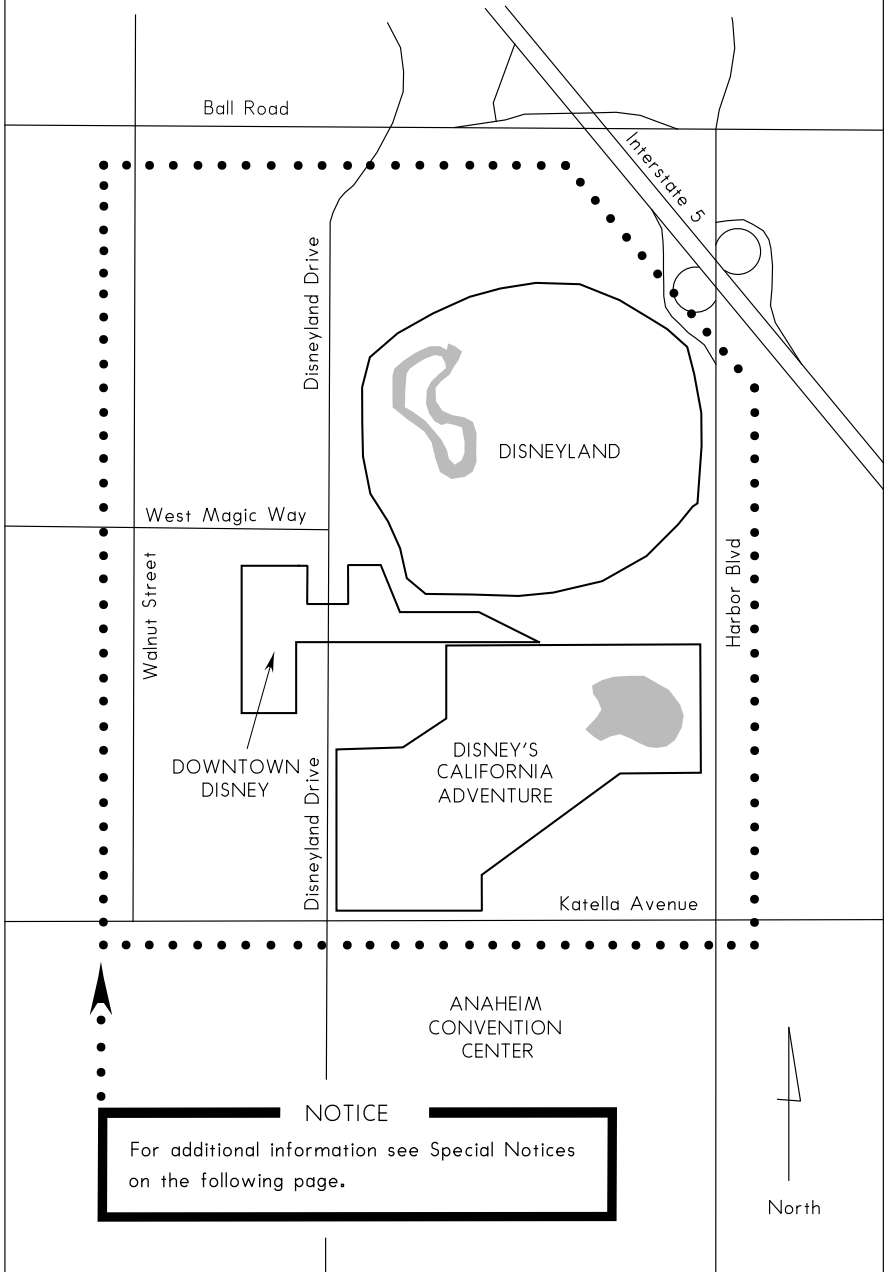 Ball Road
Interstate 5
Disneyland Drive
DISNEYLAND
West Magic Way
Walnut Street
Harbor Blvd
DOWNTOWN
DISNEY
DISNEY'S
CALIFORNIA
ADVENTURE
Disneyland Drive
Katella Avenue
ANAHEIM
CONVENTION
CENTER
NOTICE
For additional information see Special Notices
on the following page.
North